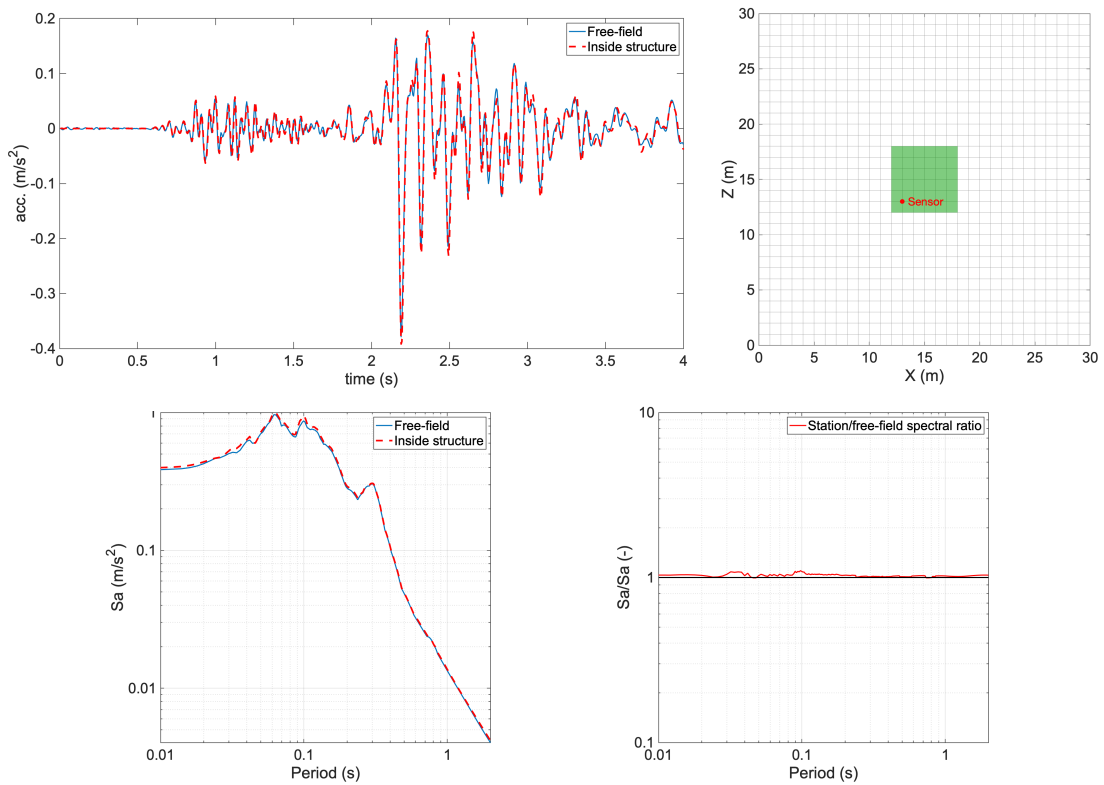 0.2
0.1
0
-0.1
-0.2
-0.3
-0.4
acc. (m/s2)
0 0.5 1 1.5 2 2.5 3 3.5 4
time (s)
Free-field
Inside structure
30
25
20
15
10
5
0
Z (m)
Sensor
0 5 10 15 20 25 30
X (m)
1
0.1
0.01
Sa (m/s2)
0.01 0.1 1
Period (s)
Free-field
Inside structure
10
1
0.1
Sa/Sa (-)
0.01 0.1 1
Period (s)
Station/free-field spectral ratio